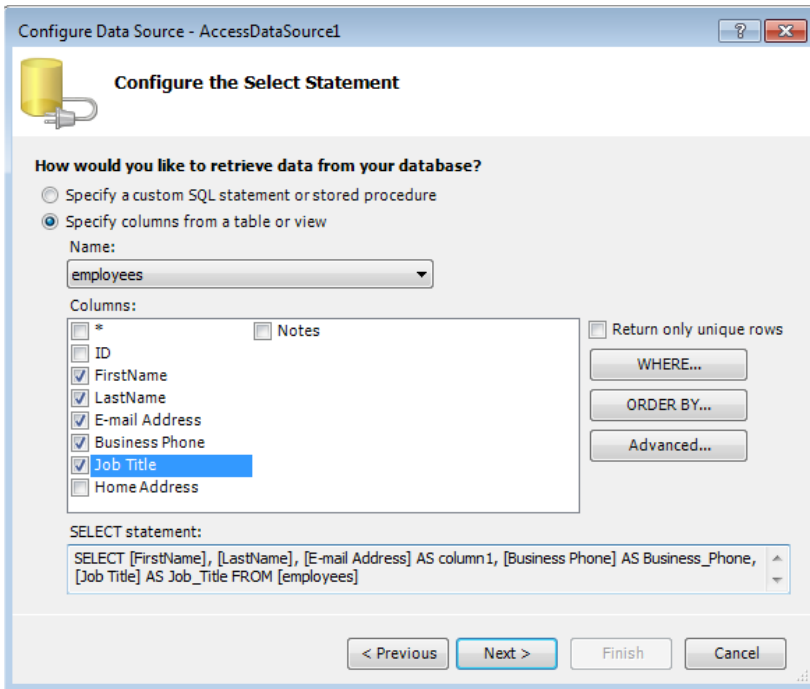 Configure Data Source - AccessDataSource1
Configure the Select Statement
How would you like to retrieve data from your database?
Specify a custom SQL statement or stored procedure
Specify columns from a table or view
Name:
employees
Columns:
*
Notes
ID
FirstName
LastName
E-mail Address
Business Phone
Job Title
Home Address
Return only unique rows
WHERE...
ORDER BY...
Advanced...
SELECT statement:
SELECT [FirstName], [LastName], [E-mail Address] AS column1, [Business Phone] AS Business_Phone,
[Job Title] AS Job_Title FROM [employees]
< Previous
Next >
Finish
Cancel